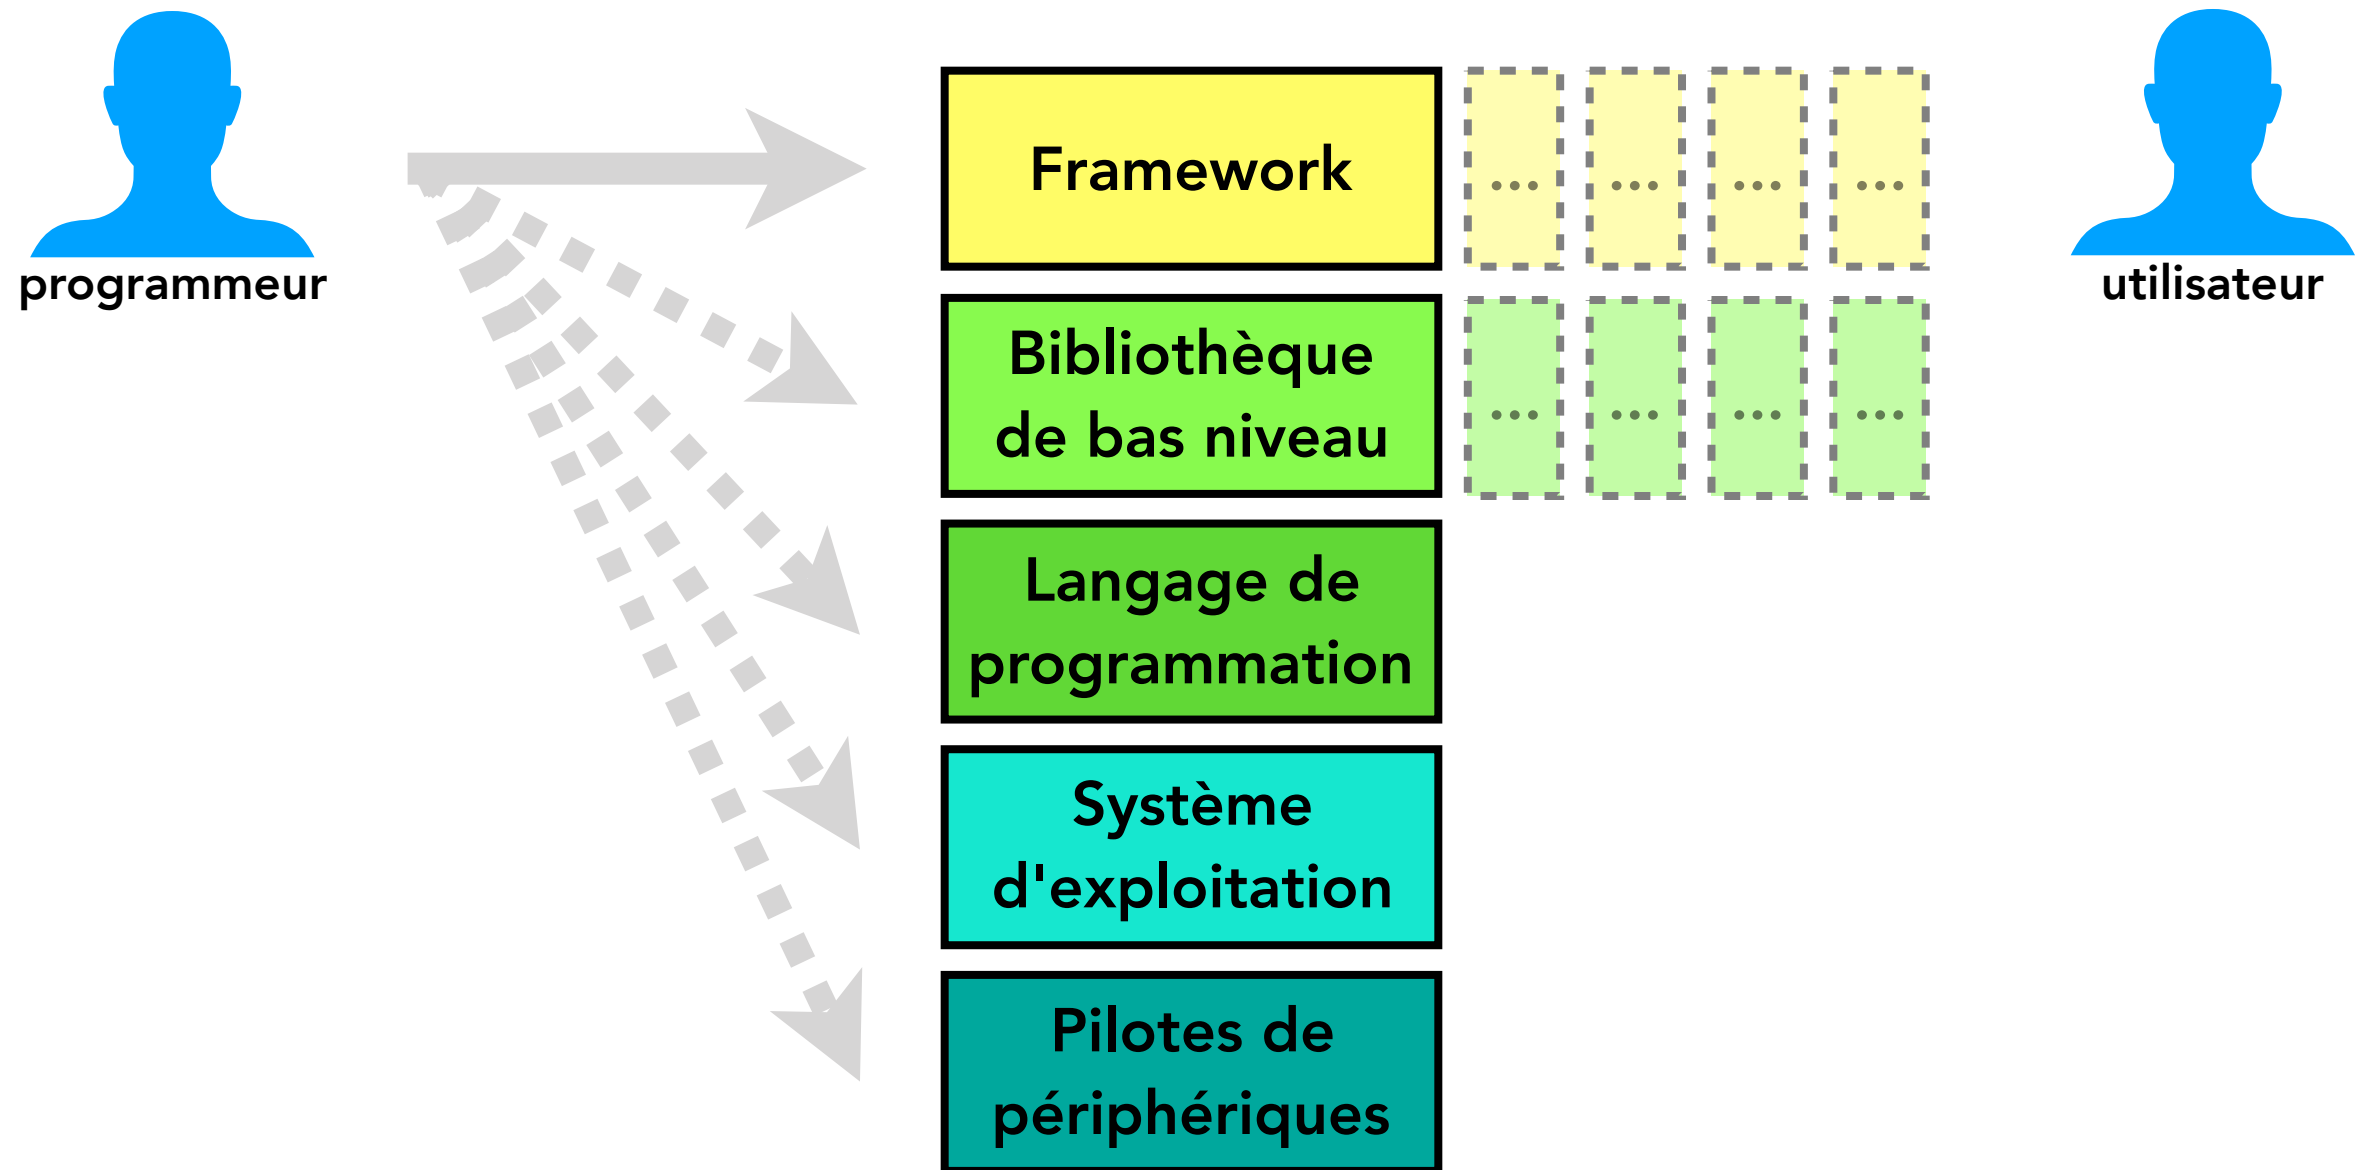 programmeur
Framework
... ... ... ...
utilisateur
Bibliothèque
de bas niveau
... ... ... ...
Langage de
programmation
Système
d'exploitation
Pilotes de
périphériques